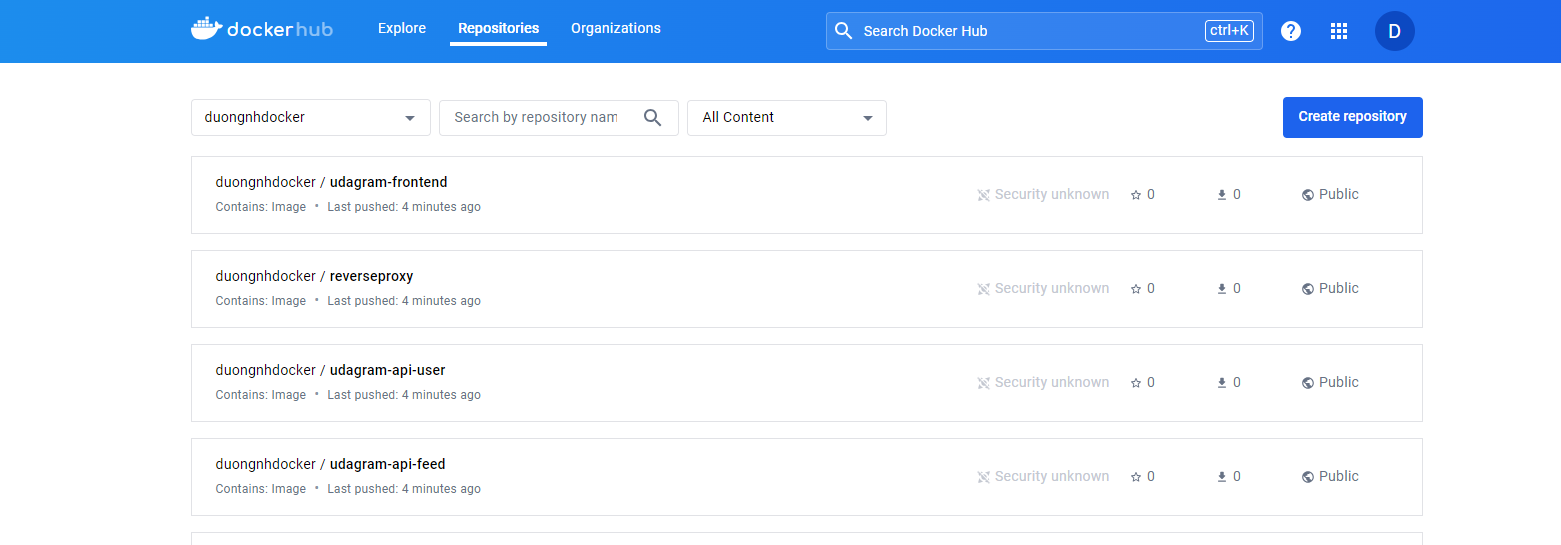 dockerhub Explore Repositories Organizations Search Docker Hub ctrl+K ? D
duongnhdocker Search by repository nam All Content Create repository
duongnhdocker / udagram-frontend
Contains: Image • Last pushed: 4 minutes ago
Security unknown 0 0 Public
duongnhdocker / reverseproxy
Contains: Image • Last pushed: 4 minutes ago
Security unknown 0 0 Public
duongnhdocker / udagram-api-user
Contains: Image • Last pushed: 4 minutes ago
Security unknown 0 0 Public
duongnhdocker / udagram-api-feed
Contains: Image • Last pushed: 4 minutes ago
Security unknown 0 0 Public